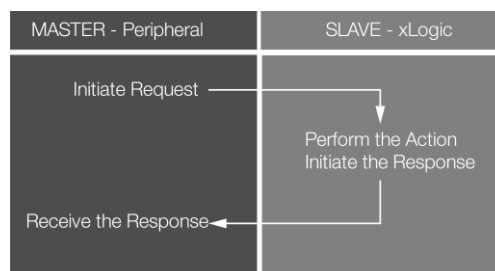 MASTER - Peripheral
SLAVE - xLogic
Initiate Request
Perform the Action
Initiate the Response
Receive the Response